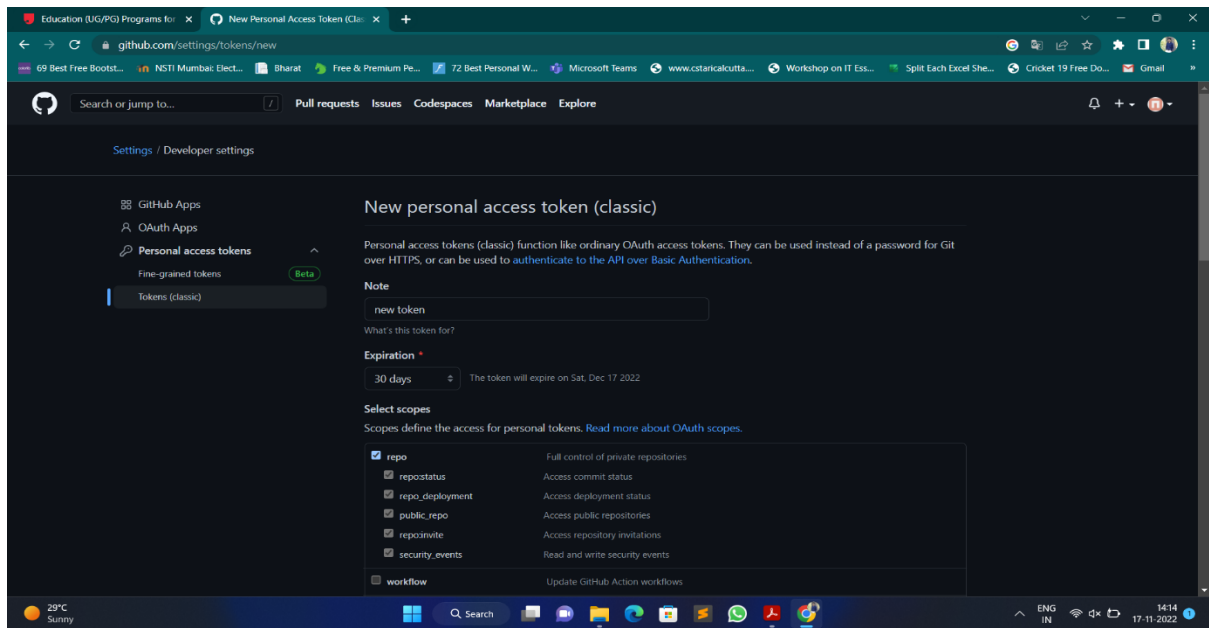 Education (UG/PG) Programs for
New Personal Access Token (Clas
github.com/settings/tokens/new
69 Best Free Bootst... NSTI Mumbai: Elect... Bharat Free & Premium Pe... 72 Best Personal W... Microsoft Teams www.cstaricalcutta.... Workshop on IT Ess... Split Each Excel She... Cricket 19 Free Do... Gmail »
Search or jump to... / Pull requests Issues Codespaces Marketplace Explore
Settings / Developer settings
GitHub Apps
OAuth Apps
Personal access tokens
Fine-grained tokens Beta
Tokens (classic)
New personal access token (classic)
Personal access tokens (classic) function like ordinary OAuth access tokens. They can be used instead of a password for Git
over HTTPS, or can be used to authenticate to the API over Basic Authentication.
Note
new token
What's this token for?
Expiration *
30 days The token will expire on Sat, Dec 17 2022
Select scopes
Scopes define the access for personal tokens. Read more about OAuth scopes.
repo Full control of private repositories
repo:status Access commit status
repo_deployment Access deployment status
public_repo Access public repositories
repo:invite Access repository invitations
security_events Read and write security events
workflow Update GitHub Action workflows
29°C
Sunny
Search
ENG
IN
14:14
17-11-2022
1